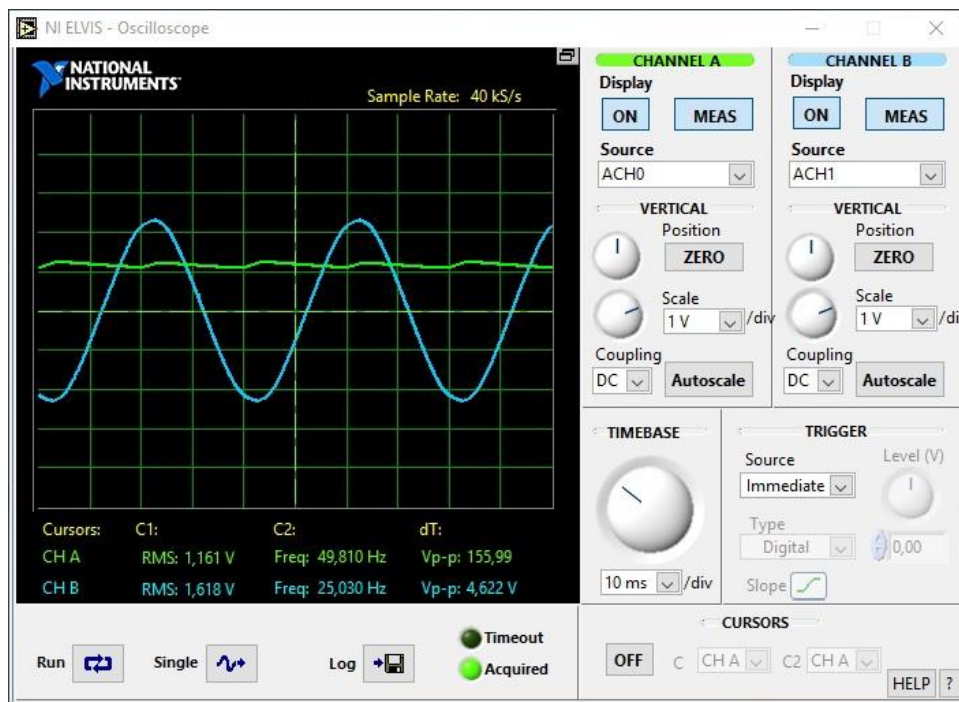 NI ELVIS - Oscilloscope
NATIONAL
INSTRUMENTS
Sample Rate: 40 kS/s
Cursors: C1: C2: dT:
CH A RMS: 1,161 V Freq: 49,810 Hz Vp-p: 155,99
CH B RMS: 1,618 V Freq: 25,030 Hz Vp-p: 4,622 V
CHANNEL A
Display
ON MEAS
Source
ACH0
VERTICAL
Position
ZERO
Scale
1 V /div
Coupling
DC Autoscale
CHANNEL B
Display
ON MEAS
Source
ACH1
VERTICAL
Position
ZERO
Scale
1 V /di
Coupling
DC Autoscale
TIMEBASE
10 ms /div
TRIGGER
Source Level (V)
Immediate
Type
Digital 0,00
Slope
Run Single Log
Timeout
Acquired
CURSORS
OFF C CH A C2 CH A
HELP ?